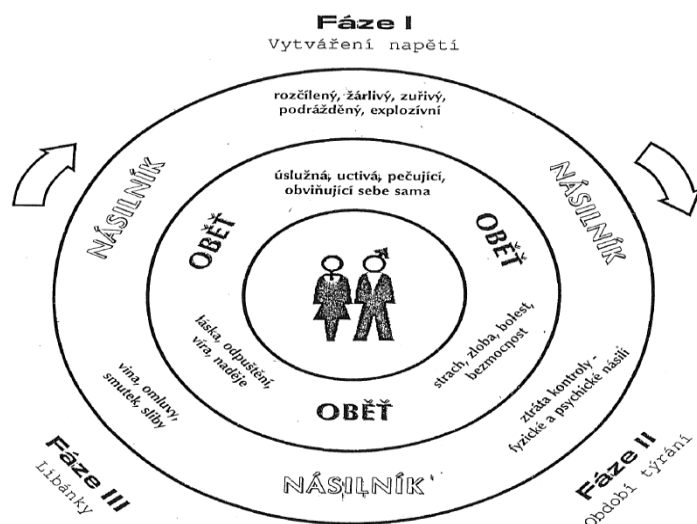 Fáze I
Vytváření napětí
rozčílený, žárlivý, zuřivý,
podrážděný, explozívní
NÁSILNÍK
NÁSILNÍK
úslužná, uctivá, pečující,
obviňující sebe sama
OBĚŤ
OBĚŤ
láska, odpuštění,
víra, naděje
strach, zloba, bolest,
bezmocnost
OBĚŤ
vina, omluvy,
smutek, sliby
ztráta kontroly -
fyzické a psychické násilí
NÁSILNÍK
Fáze III
Líbánky
Fáze II
Období týrání